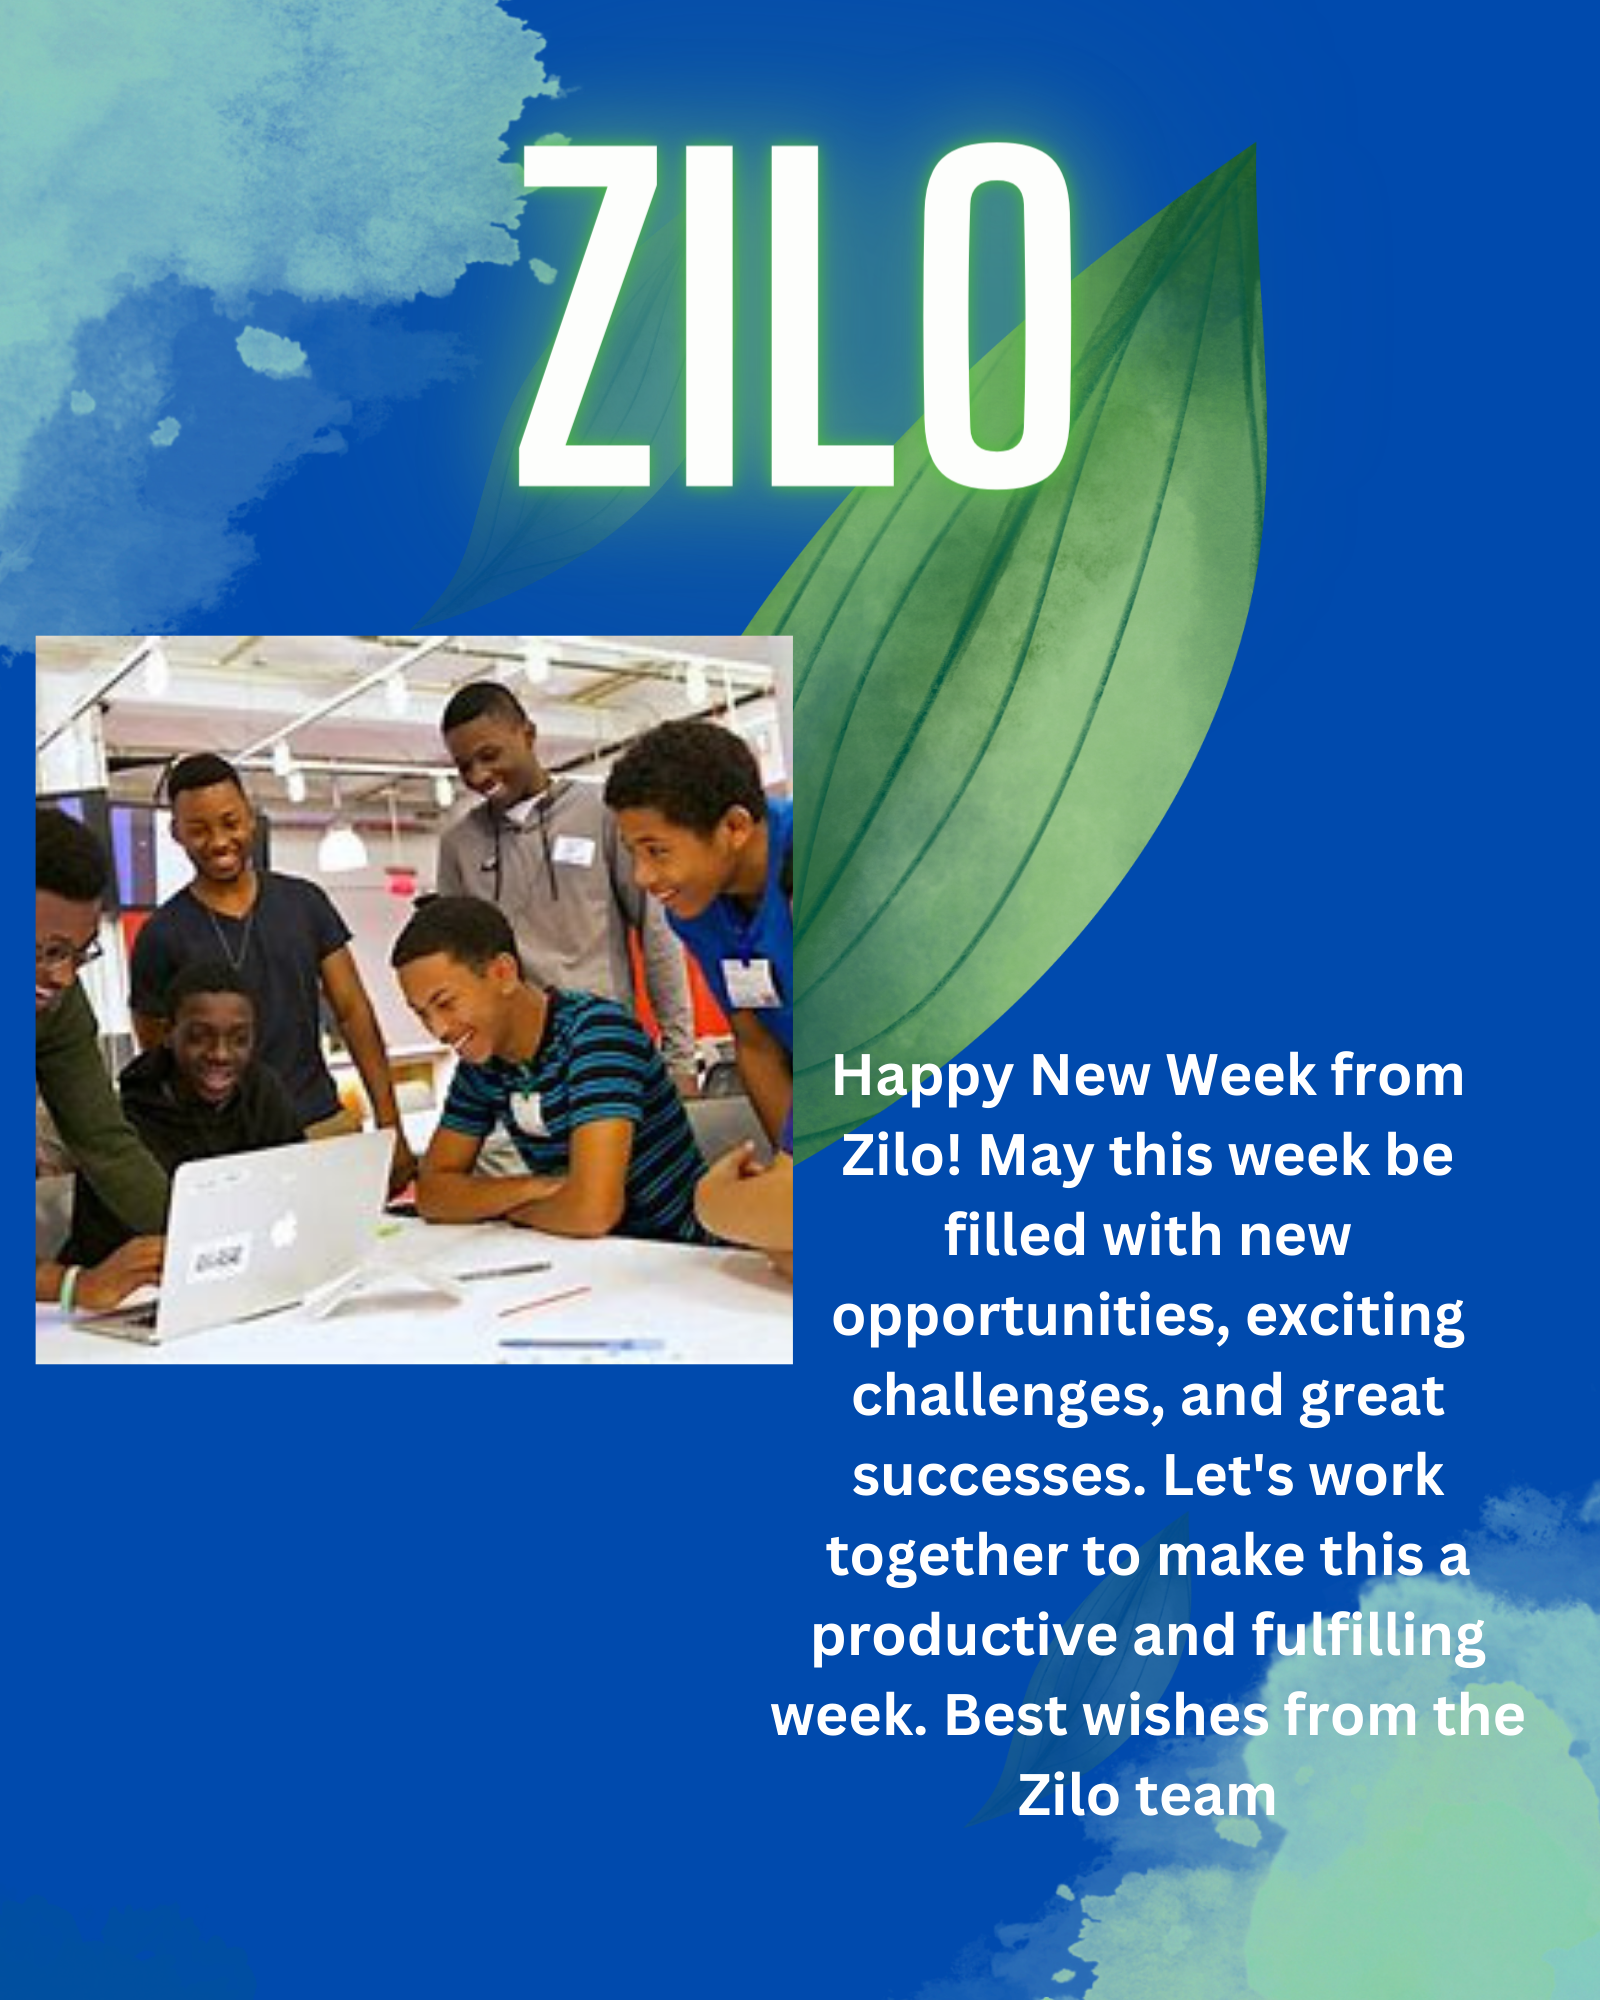 ZILO
Happy New Week from
Zilo! May this week be
filled with new
opportunities, exciting
challenges, and great
successes. Let's work
together to make this a
productive and fulfilling
week. Best wishes from the
Zilo team